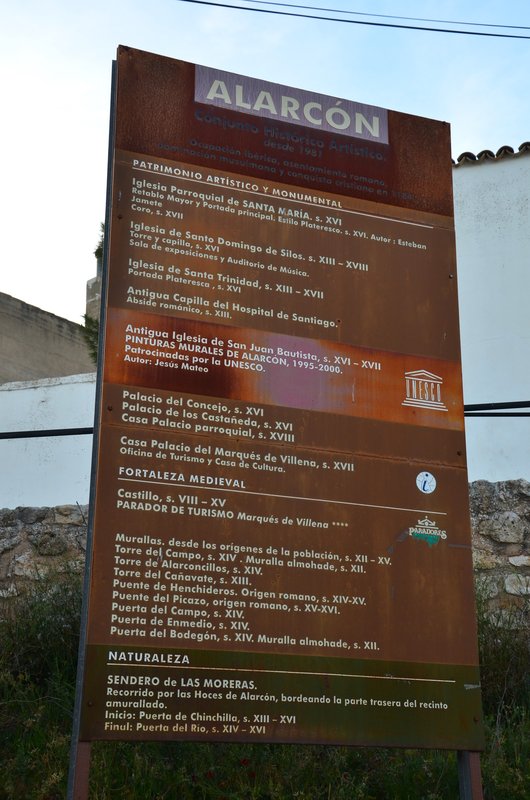 ALARCÓN
Conjunto Histórico Artístico.
desde 1981
Ocupación ibérica, asentamiento romano,
dominación musulmana y conquista cristiana en
PATRIMONIO ARTÍSTICO Y MONUMENTAL
Iglesia Parroquial de SANTA MARÍA, s. XVI
Retablo Mayor y Portada principal. Estilo Plateresco. s. XVI. Autor : Esteban
Jamete
Coro, s. XVII
Iglesia de Santo Domingo de Silos. s. XIII – XVIII
Torre y capilla, s. XVI
Sala de exposiciones y Auditorio de Música.
Iglesia de Santa Trinidad, s. XIII – XVII
Portada Plateresca , s. XVI
Antigua Capilla del Hospital de Santiago.
Ábside románico, s. XIII.
Antigua Iglesia de San Juan Bautista, s. XVI – XVII
PINTURAS MURALES DE ALARCÓN, 1995-2000.
Patrocinadas por la UNESCO.
Autor: Jesús Mateo
UNESCO
Palacio del Concejo, s. XVI
Palacio de los Castañeda, s. XVI
Casa Palacio parroquial, s. XVIII
Casa Palacio del Marqués de Villena, s. XVII
Oficina de Turismo y Casa de Cultura.
i
FORTALEZA MEDIEVAL
Castillo, s. VIII – XV
PARADOR DE TURISMO Marqués de Villena ****
PARADORES
Murallas. desde los orígenes de la población, s. XII – XV.
Torre del Campo, s. XIV . Muralla almohade, s. XII.
Torre de Alarconcillos, s. XIV.
Torre del Cañavate, s. XIII.
Puente de Henchideros. Origen romano, s. XIV-XV.
Puente del Picazo, origen romano, s. XV-XVI.
Puerta del Campo, s. XIV.
Puerta de Enmedio, s. XIV.
Puerta del Bodegón, s. XIV. Muralla almohade, s. XII.
NATURALEZA
SENDERO de LAS MORERAS.
Recorrido por las Hoces de Alarcón, bordeando la parte trasera del recinto
amurallado.
Inicio: Puerta de Chinchilla, s. XIII – XVI
Final: Puerta del Río, s. XIV – XVI